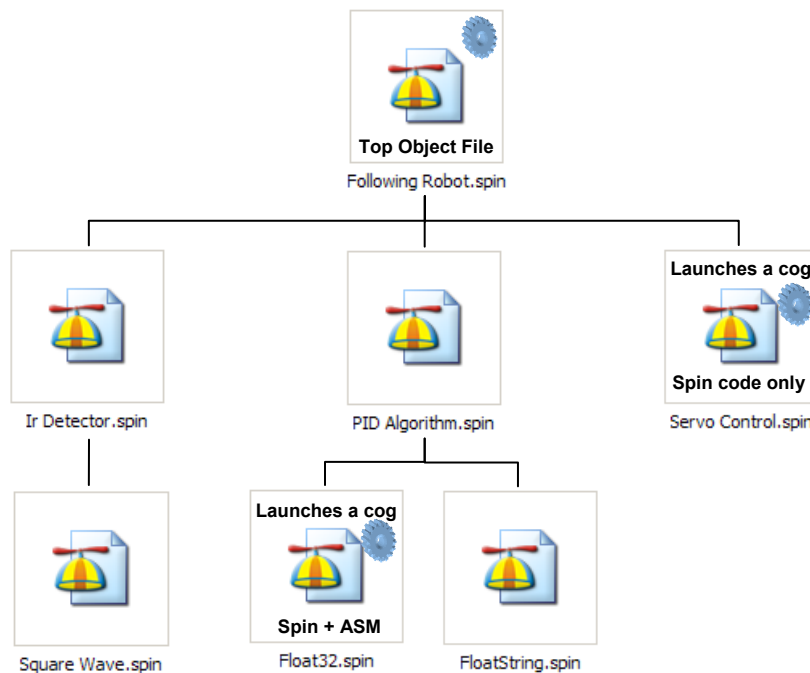 Top Object File
Following Robot.spin
Ir Detector.spin
PID Algorithm.spin
Launches a cog
Spin code only
Servo Control.spin
Square Wave.spin
Launches a cog
Spin + ASM
Float32.spin
FloatString.spin